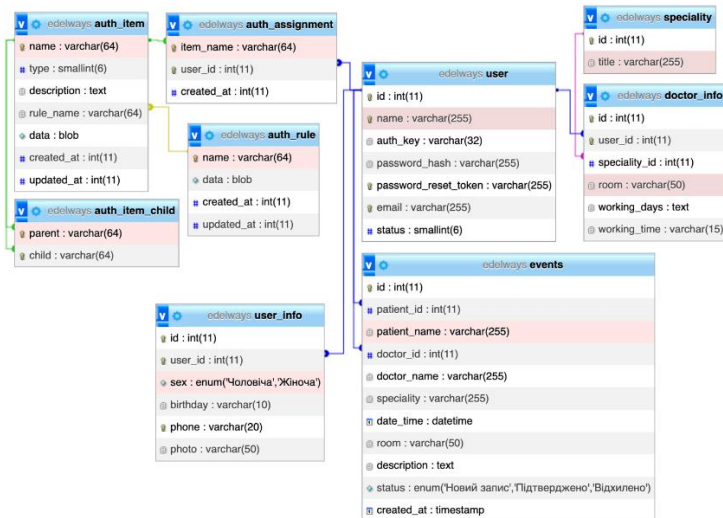 edelways auth_item
name : varchar(64)
type : smallint(6)
description : text
rule_name : varchar(64)
data : blob
created_at : int(11)
updated_at : int(11)
edelways auth_assignment
item_name : varchar(64)
user_id : int(11)
created_at : int(11)
edelways auth_rule
name : varchar(64)
data : blob
created_at : int(11)
updated_at : int(11)
edelways auth_item_child
parent : varchar(64)
child : varchar(64)
edelways user
id : int(11)
name : varchar(255)
auth_key : varchar(32)
password_hash : varchar(255)
password_reset_token : varchar(255)
email : varchar(255)
status : smallint(6)
edelways speciality
id : int(11)
title : varchar(255)
edelways doctor_info
id : int(11)
user_id : int(11)
speciality_id : int(11)
room : varchar(50)
working_days : text
working_time : varchar(15)
edelways user_info
id : int(11)
user_id : int(11)
sex : enum('Чоловіча','Жіноча')
birthday : varchar(10)
phone : varchar(20)
photo : varchar(50)
edelways events
id : int(11)
patient_id : int(11)
patient_name : varchar(255)
doctor_id : int(11)
doctor_name : varchar(255)
speciality : varchar(255)
date_time : datetime
room : varchar(50)
description : text
status : enum('Новий запис','Підтверджено','Відхилено')
created_at : timestamp